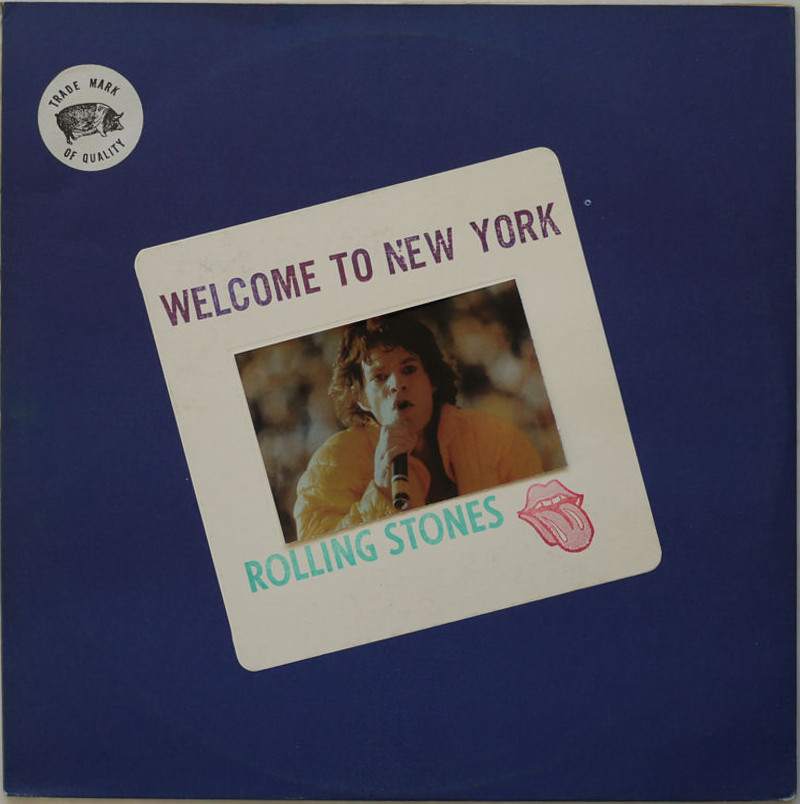 TRADE MARK
OF QUALITY
WELCOME TO NEW YORK
ROLLING STONES